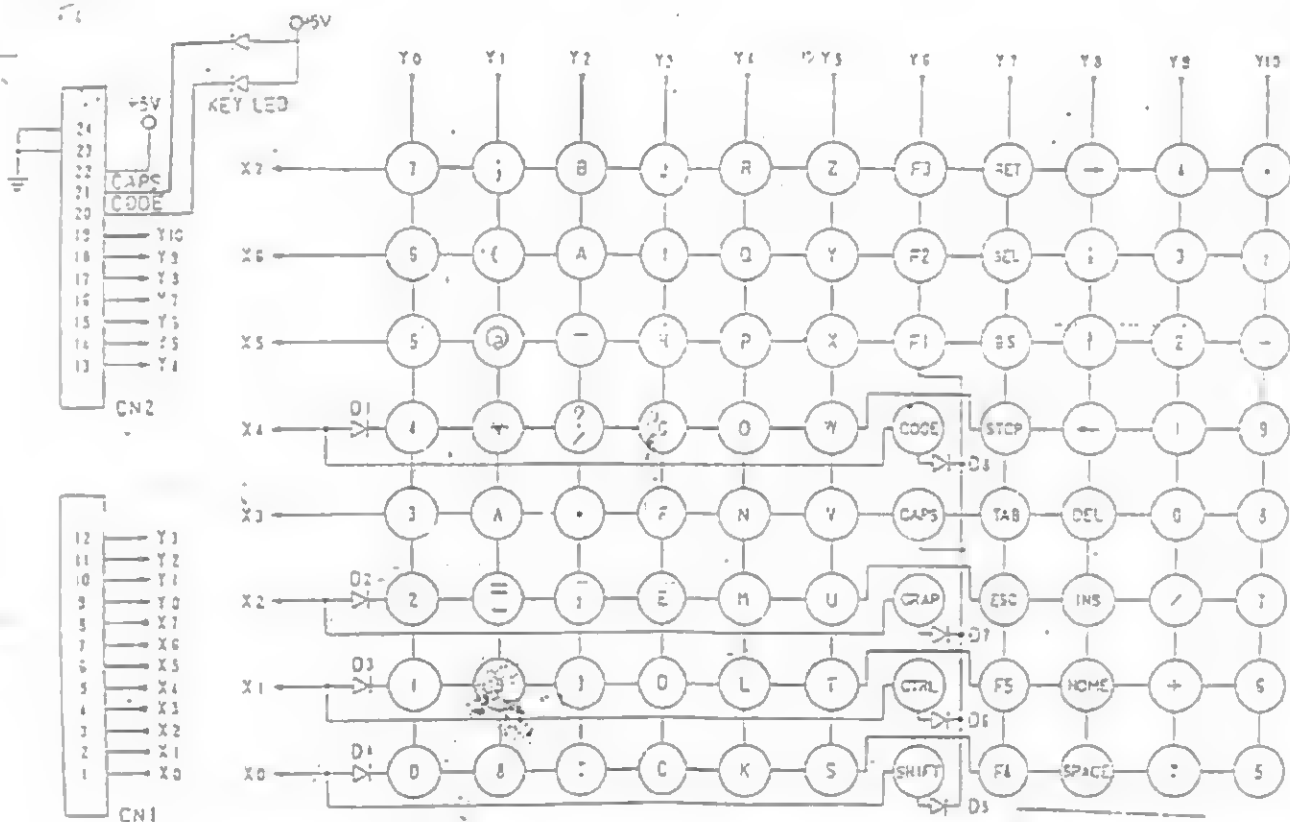 +5V
KEY LED
+5V
24
23
22
CAPS
21
CODE
20
19 Y10
18 Y9
17 Y8
16 Y7
15 Y6
14 Y5
13 Y4
CN2
12 Y3
11 Y2
10 Y1
9 Y0
8 X7
7 X6
6 X5
5 X4
4 X3
3 X2
2 X1
1 X0
CN1
Y0 Y1 Y2 Y3 Y4 Y5 Y6 Y7 Y8 Y9 Y10
7 ; B J R Z F3 RET → 4 .
X6 6 [ A I Q Y F2 SEL 3 ,
X5 5 @ H P X F1 BS 2 -
X4 D1 4 ? / G O W CODE STOP ← 1 9
D8
X3 3 F N V CAPS TAB DEL 0 8
X2 D2 2 E M U GRAP ESC INS / 7
D7
X1 D3 1 ] D L T CTRL F5 HOME + 6
D6
X0 D4 0 8 : C K S SHIFT F4 SPACE 5
D5